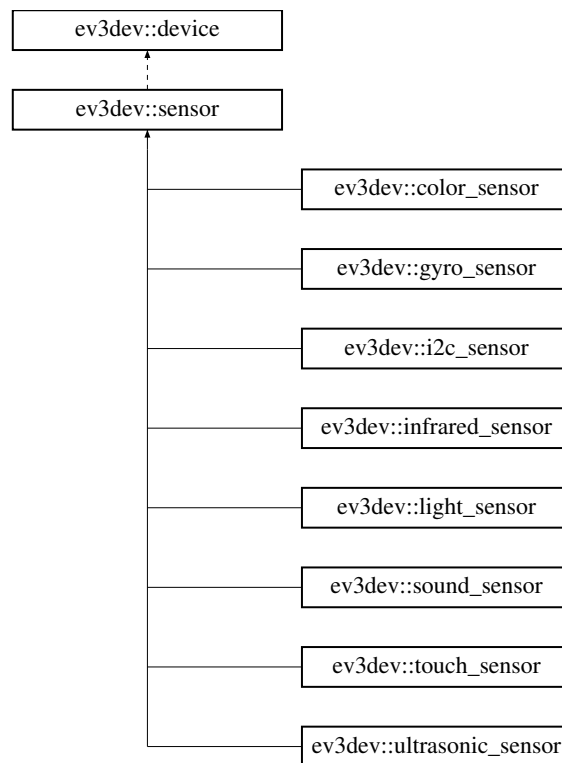 ev3dev::device
ev3dev::sensor
ev3dev::color_sensor
ev3dev::gyro_sensor
ev3dev::i2c_sensor
ev3dev::infrared_sensor
ev3dev::light_sensor
ev3dev::sound_sensor
ev3dev::touch_sensor
ev3dev::ultrasonic_sensor